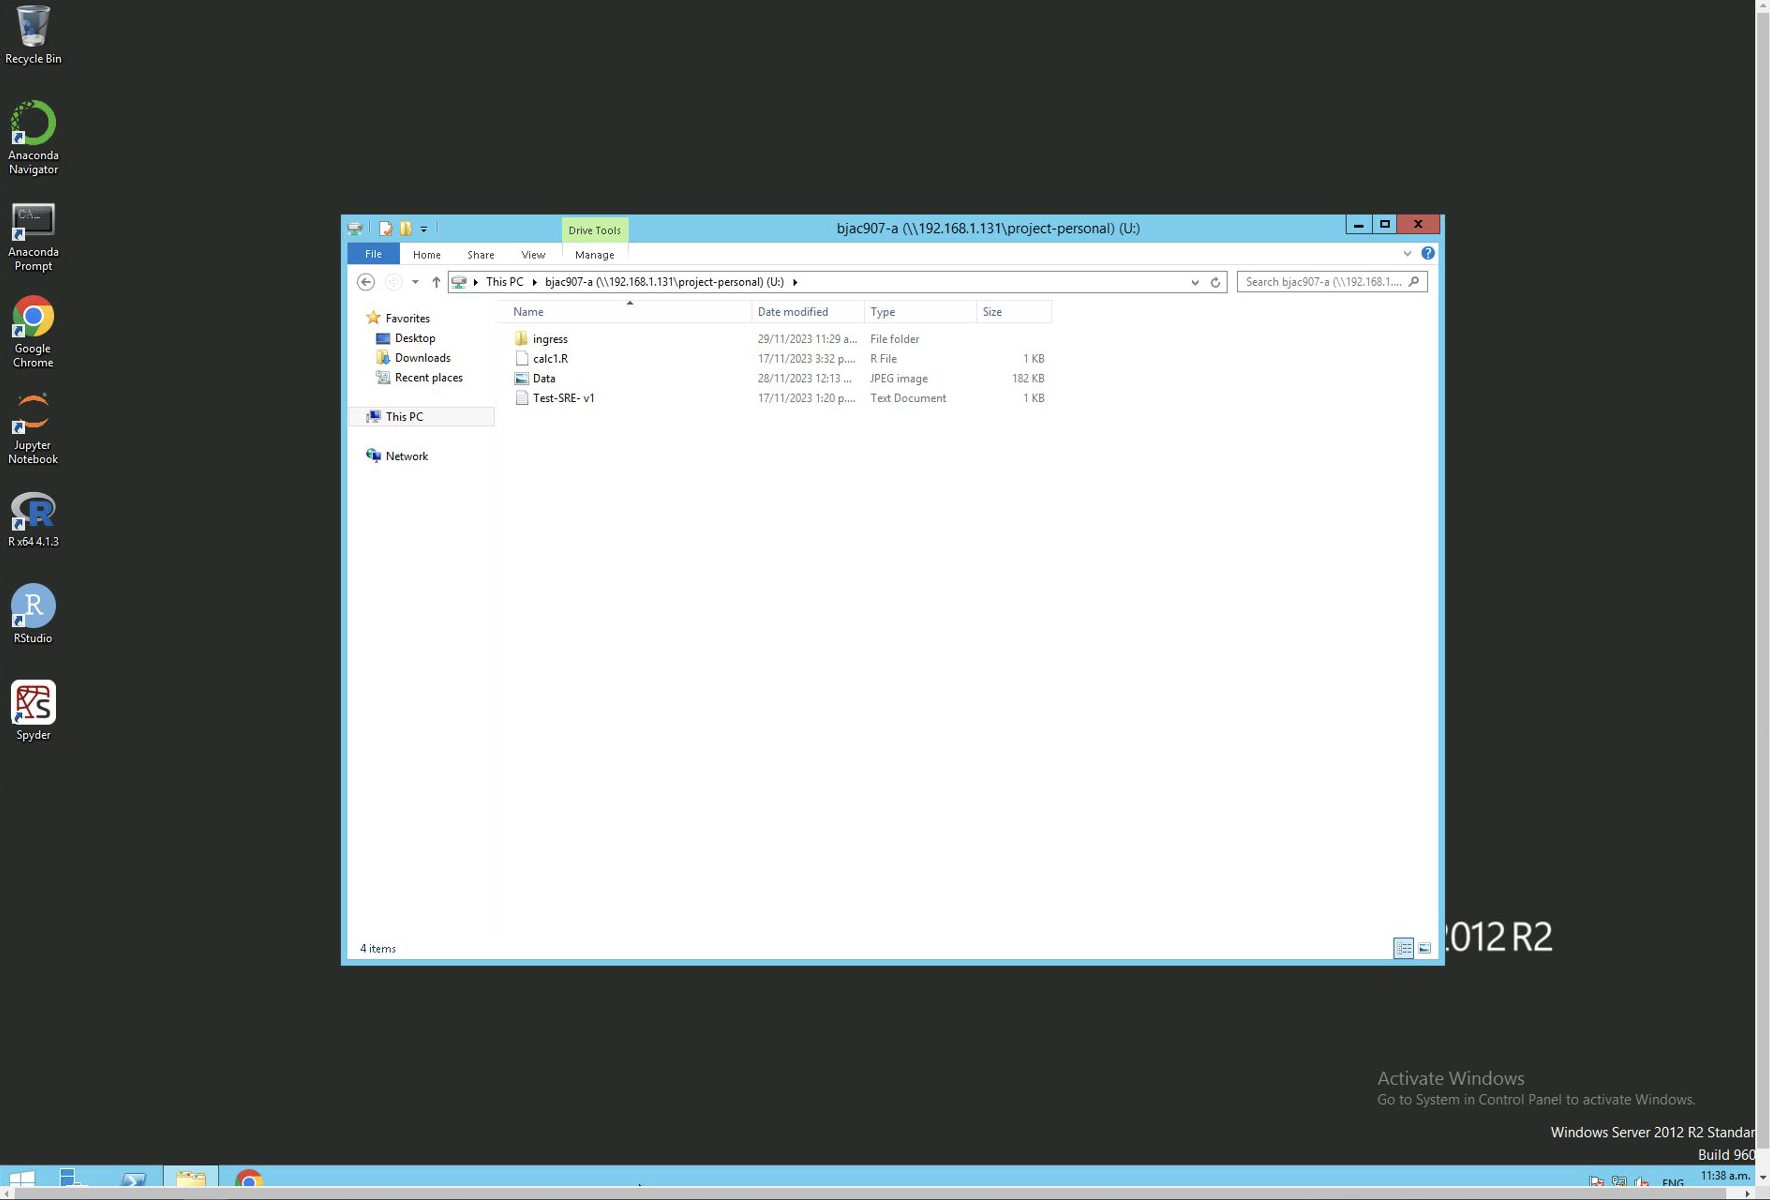 Recycle Bin
Anaconda
Navigator
C:\...
Anaconda
Prompt
Google
Chrome
Jupyter
Notebook
R x64 4.1.3
R
RStudio
Spyder
Drive Tools
bjac907-a (\\192.168.1.131\project-personal) (U:)
File
Home
Share
View
Manage
This PC
bjac907-a (\\192.168.1.131\project-personal) (U:)
Search bjac907-a (\\192.168.1....
Favorites
Desktop
Downloads
Recent places
This PC
Network
Name Date modified Type Size
ingress 29/11/2023 11:29 a... File folder
calc1.R 17/11/2023 3:32 p.... R File 1 KB
Data 28/11/2023 12:13 ... JPEG image 182 KB
Test-SRE- v1 17/11/2023 1:20 p.... Text Document 1 KB
4 items
2012 R2
Activate Windows
Go to System in Control Panel to activate Windows.
Windows Server 2012 R2 Standar
Build 960
ENG
11:38 a.m.